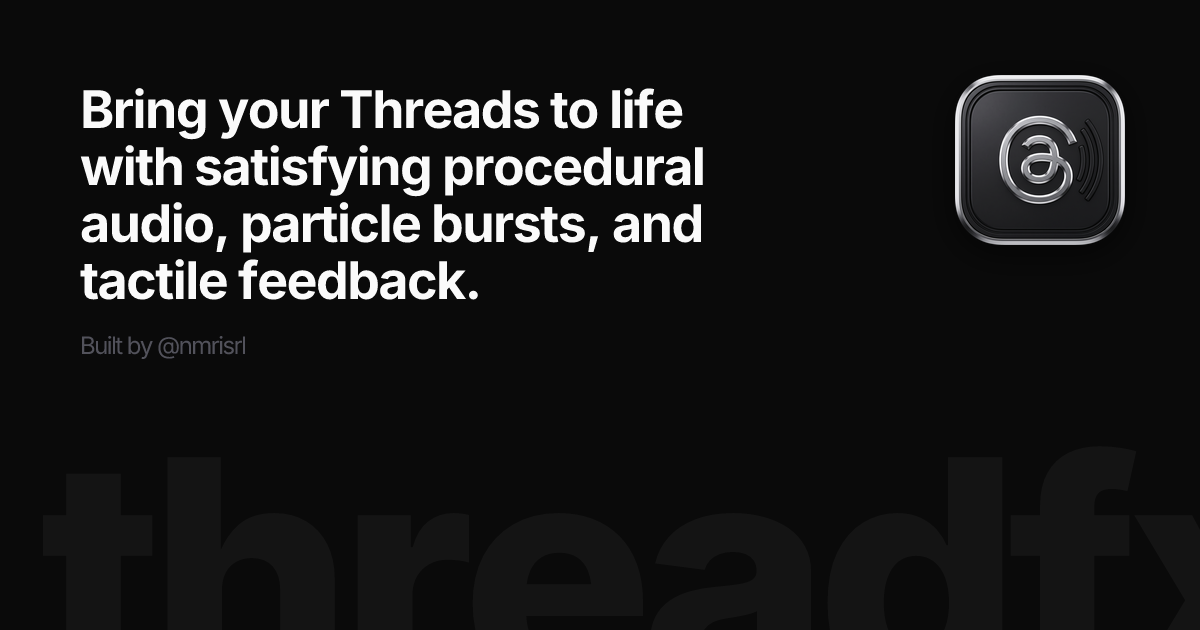 Bring your Threads to life
with satisfying procedural
audio, particle bursts, and
tactile feedback.
Built by @nmrisrl
threadfx